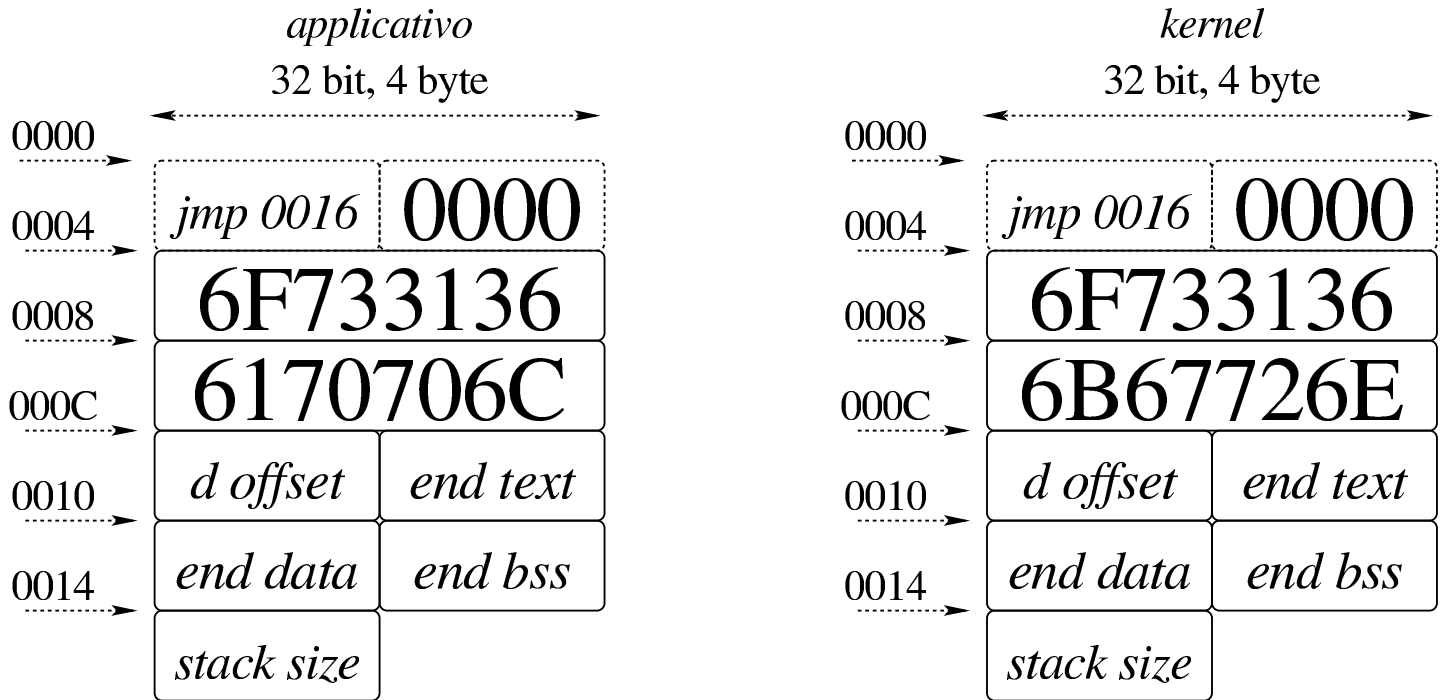 applicativo
32 bit, 4 byte
0000
jmp 0016 0000
0004
6F733136
0008
6170706C
000C
d offset end text
0010
end data end bss
0014
stack size
kernel
32 bit, 4 byte
0000
jmp 0016 0000
0004
6F733136
0008
6B67726E
000C
d offset end text
0010
end data end bss
0014
stack size